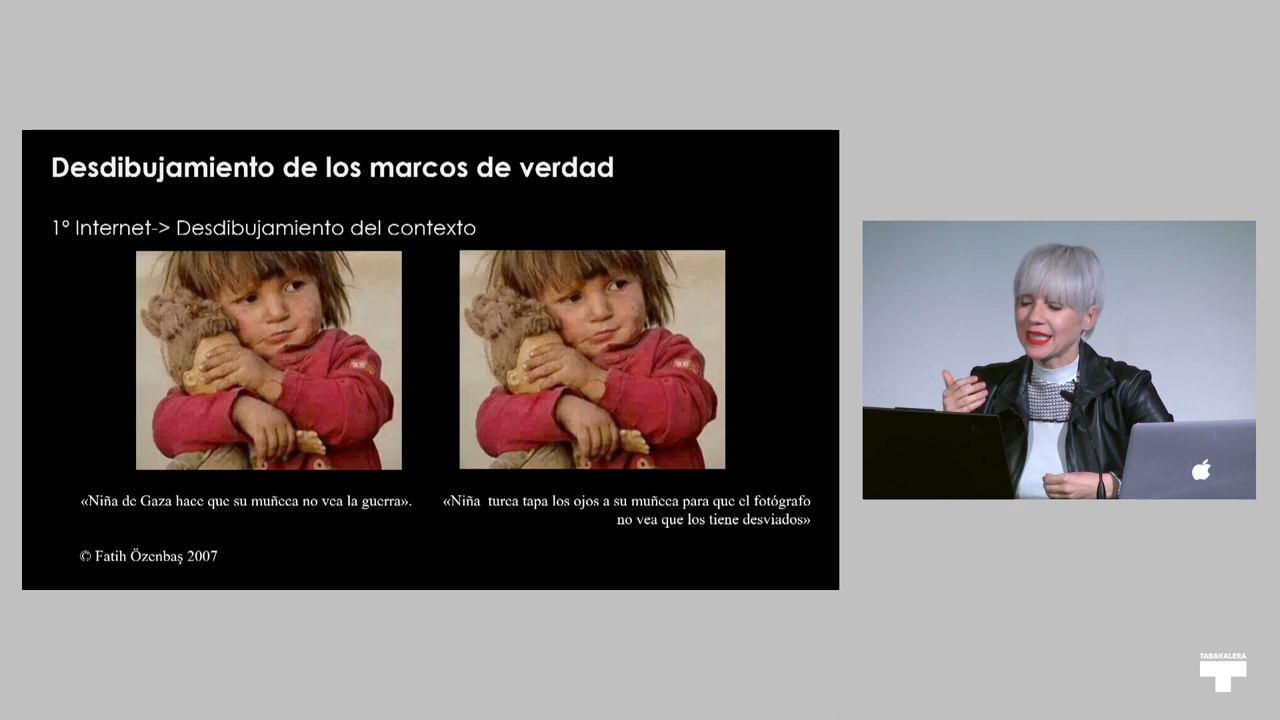 Desdibujamiento de los marcos de verdad
1º Internet-> Desdibujamiento del contexto
«Niña de Gaza hace que su muñeca no vea la guerra».
«Niña turca tapa los ojos a su muñeca para que el fotógrafo
no vea que los tiene desviados»
© Fatih Özenbaş 2007
TABAKALERA